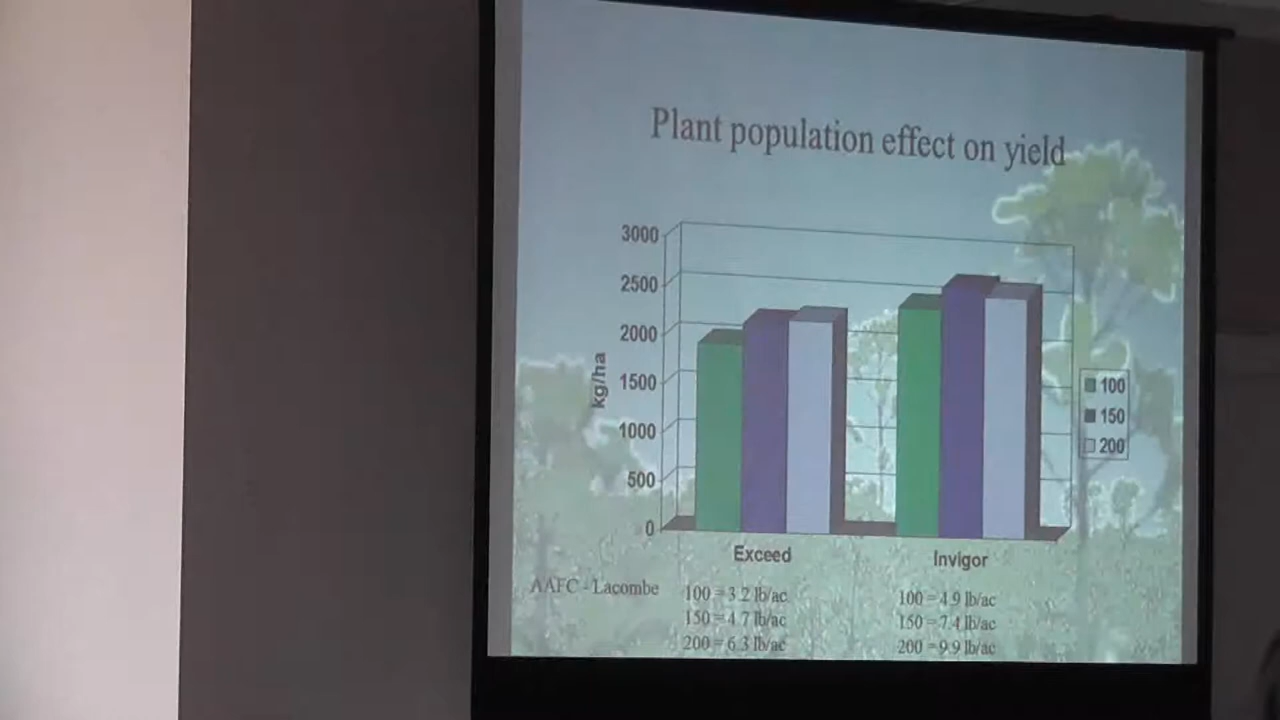 Plant population effect on yield
3000
2500
2000
1500
1000
500
0
kg/ha
100
150
200
Exceed
Invigor
AAFC - Lacombe
100 = 3.2 lb/ac
150 = 4.7 lb/ac
200 = 6.3 lb/ac
100 = 4.9 lb/ac
150 = 7.4 lb/ac
200 = 9.9 lb/ac